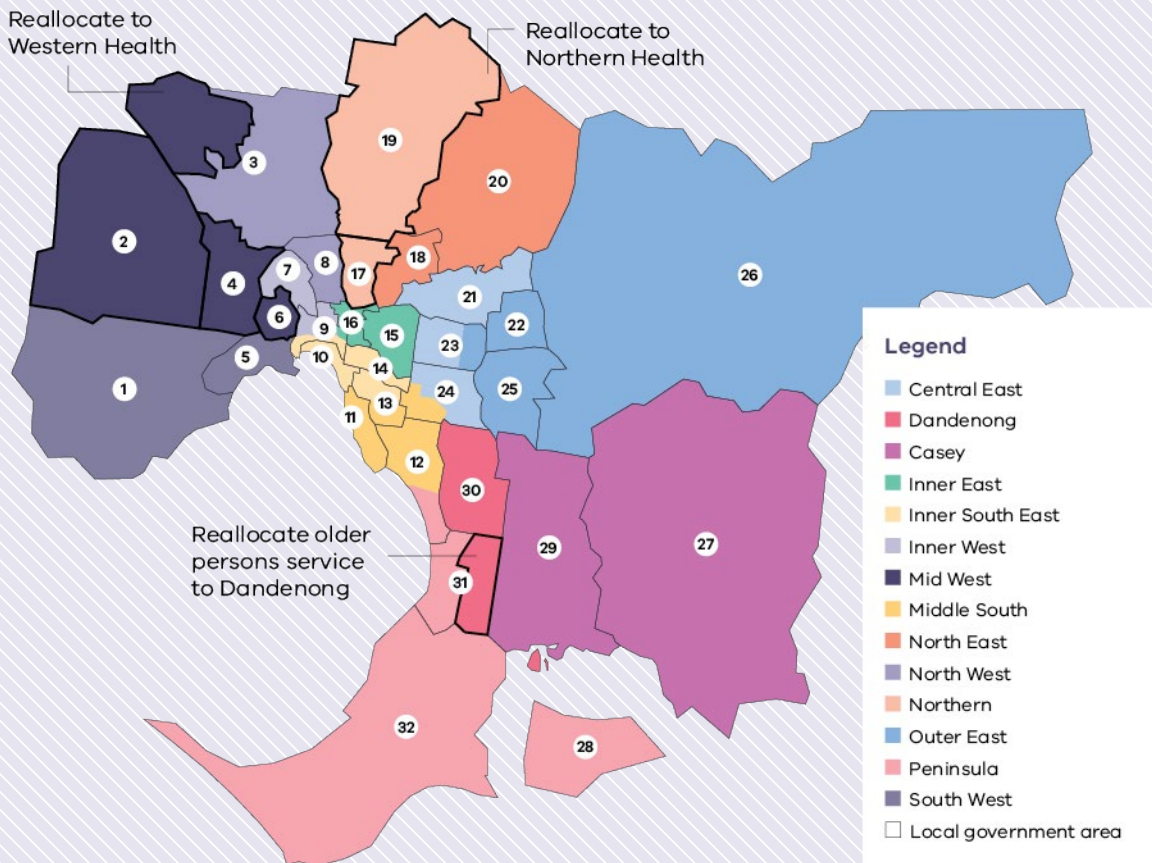 Reallocate to
Western Health
Reallocate to
Northern Health
19
3
20
2
18
8
7
17
26
4
21
6
16
22
9
15
23
5
10
14
1
24
25
13
11
12
30
Reallocate older
persons service
to Dandenong
29
27
31
32
28
Legend
Central East
Dandenong
Casey
Inner East
Inner South East
Inner West
Mid West
Middle South
North East
North West
Northern
Outer East
Peninsula
South West
Local government area